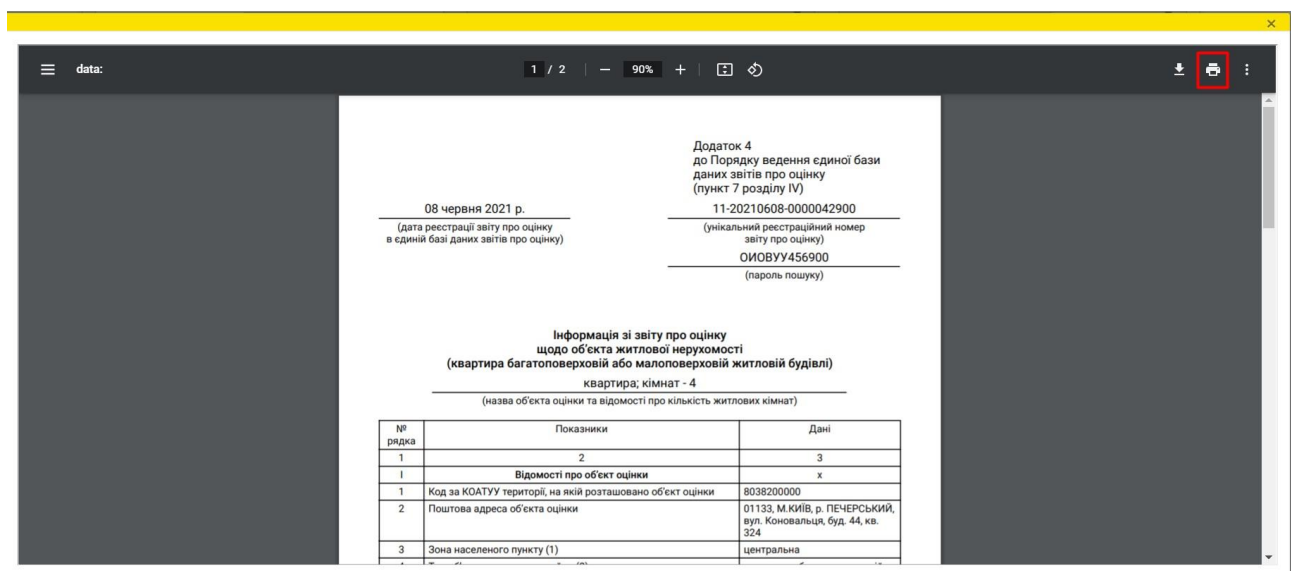 ×
data:
1 / 2 | − 90% + |
Додаток 4
до Порядку ведення єдиної бази
даних звітів про оцінку
(пункт 7 розділу IV)
08 червня 2021 р.
11-20210608-0000042900
(дата реєстрації звіту про оцінку
в єдиній базі даних звітів про оцінку)
(унікальний реєстраційний номер
звіту про оцінку)
ОИОВУУ456900
(пароль пошуку)
Інформація зі звіту про оцінку
щодо об’єкта житлової нерухомості
(квартира багатоповерховій або малоповерховій житловій будівлі)
квартира; кімнат - 4
(назва об’єкта оцінки та відомості про кількість житлових кімнат)
№ Показники Дані
рядка
1 2 3
I Відомості про об’єкт оцінки x
1 Код за КОАТУУ території, на якій розташовано об’єкт оцінки 8038200000
2 Поштова адреса об’єкта оцінки 01133, М.КИЇВ, р. ПЕЧЕРСЬКИЙ,
вул. Коновальця, буд. 44, кв.
324
3 Зона населеного пункту (1) центральна